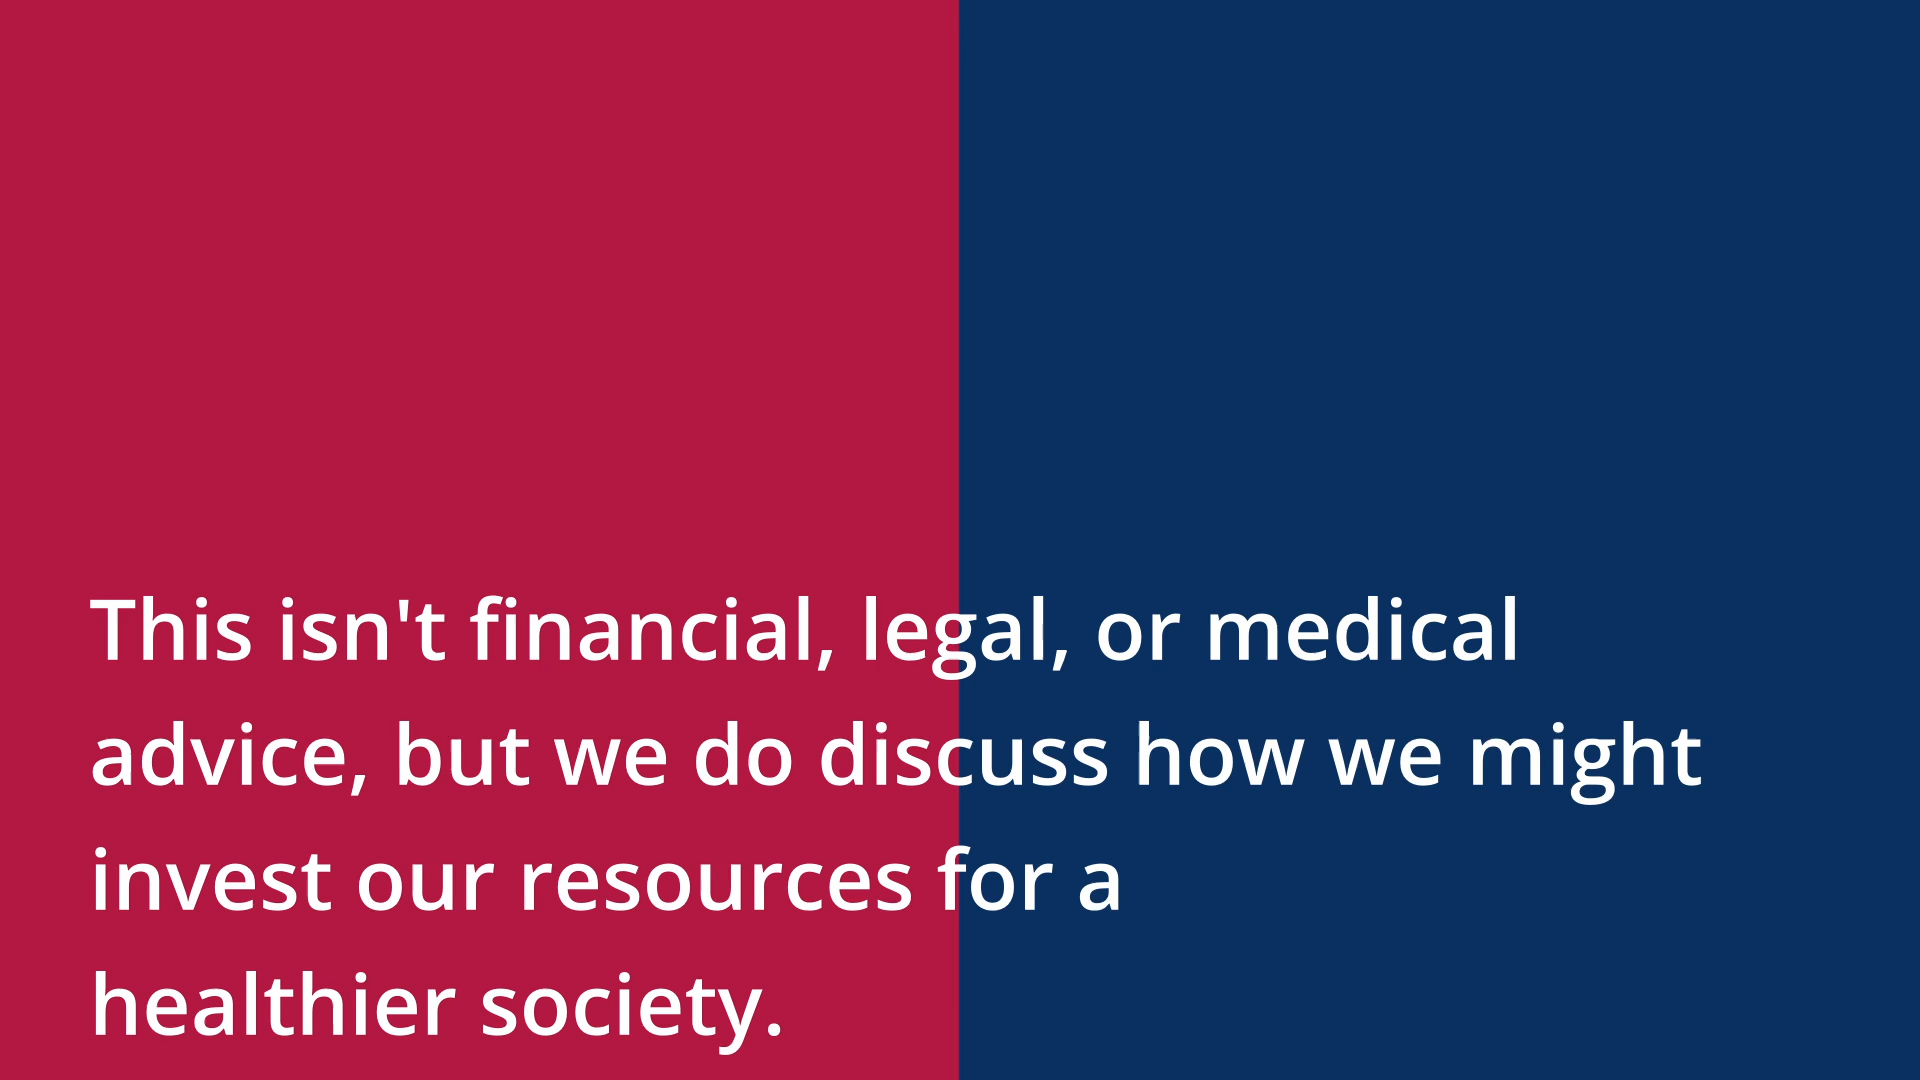 This isn't financial, legal, or medical
advice, but we do discuss how we might
invest our resources for a
healthier society.